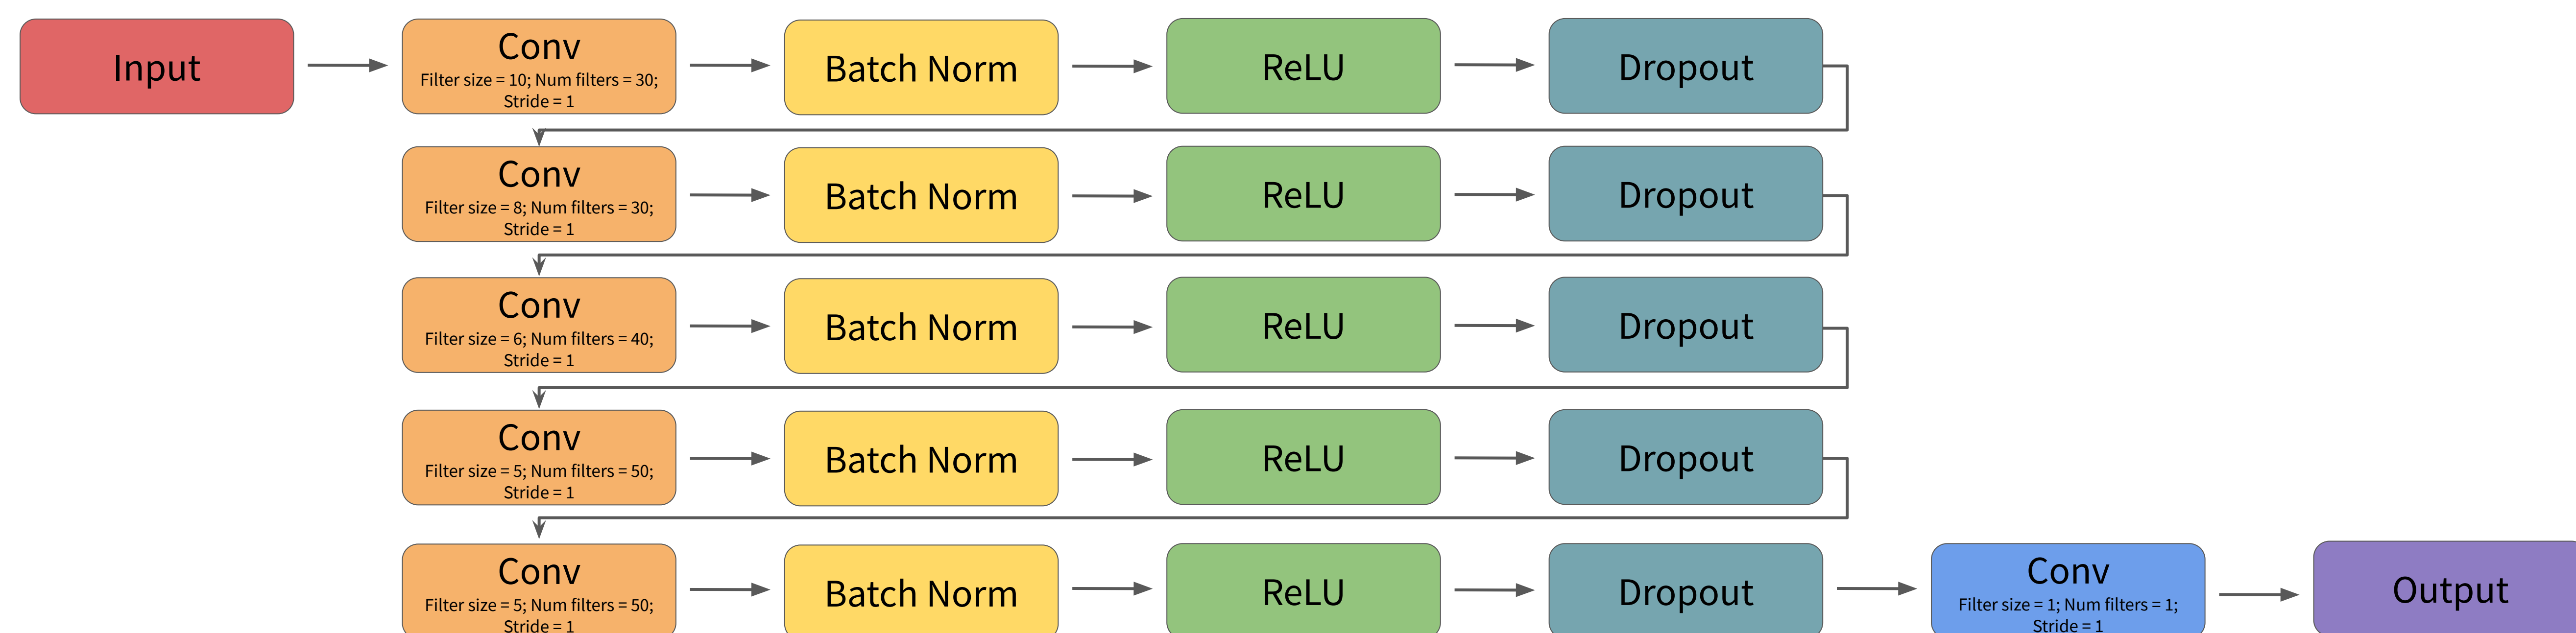 Input
Conv
Filter size = 10; Num filters = 30;
Stride = 1
Batch Norm
ReLU
Dropout
Conv
Filter size = 8; Num filters = 30;
Stride = 1
Batch Norm
ReLU
Dropout
Conv
Filter size = 6; Num filters = 40;
Stride = 1
Batch Norm
ReLU
Dropout
Conv
Filter size = 5; Num filters = 50;
Stride = 1
Batch Norm
ReLU
Dropout
Conv
Filter size = 5; Num filters = 50;
Stride = 1
Batch Norm
ReLU
Dropout
Conv
Filter size = 1; Num filters = 1;
Stride = 1
Output